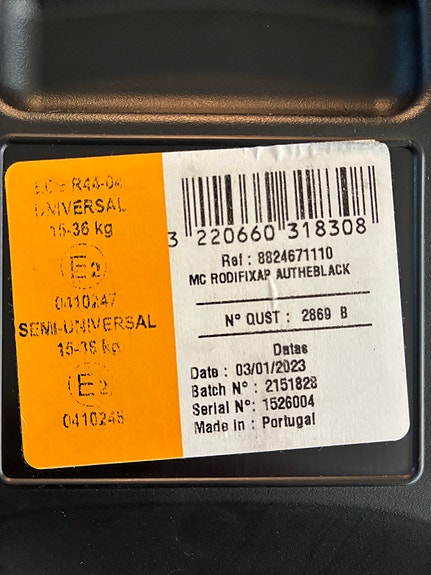 ECE R44-04
UNIVERSAL
15-36 kg
E2
0410247
SEMI-UNIVERSAL
15-36 kg
E2
0410248
3 220660 318308
Ref : 8824671110
MC RODIFIXAP AUTHEBLACK
N° QUST : 2869 B
Datas
Date : 03/01/2023
Batch N° : 2151828
Serial N° : 1526004
Made in : Portugal